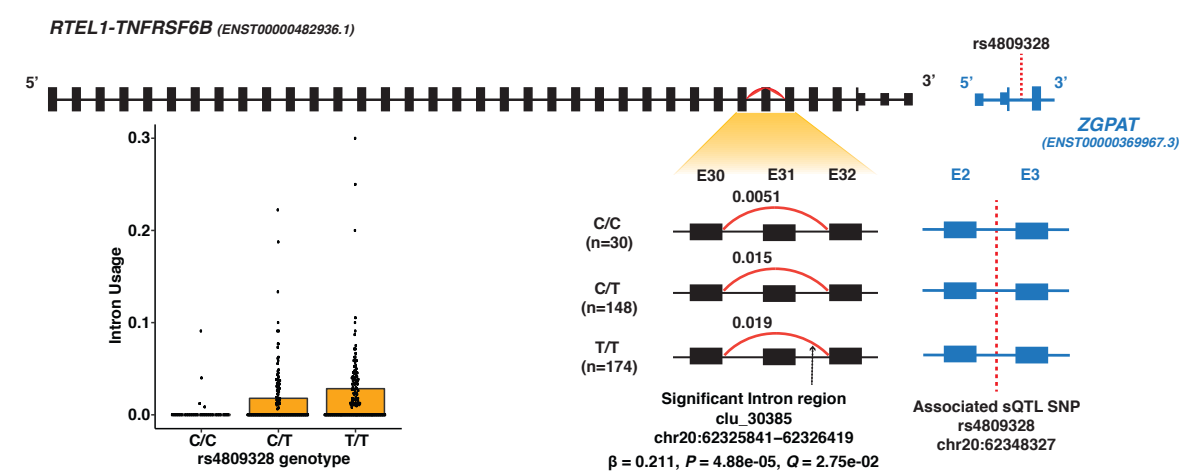 RTEL1-TNFRSF6B (ENST00000482936.1)
rs4809328
5’
3’
5’
3’
ZGPAT
(ENST00000369967.3)
Intron Usage
0.3
0.2
0.1
0.0
C/C
C/T
T/T
rs4809328 genotype
E30
E31
E32
E2
E3
C/C
(n=30)
0.0051
C/T
(n=148)
0.015
T/T
(n=174)
0.019
Significant Intron region
clu_30385
chr20:62325841−62326419
β = 0.211, P = 4.88e-05, Q = 2.75e-02
Associated sQTL SNP
rs4809328
chr20:62348327